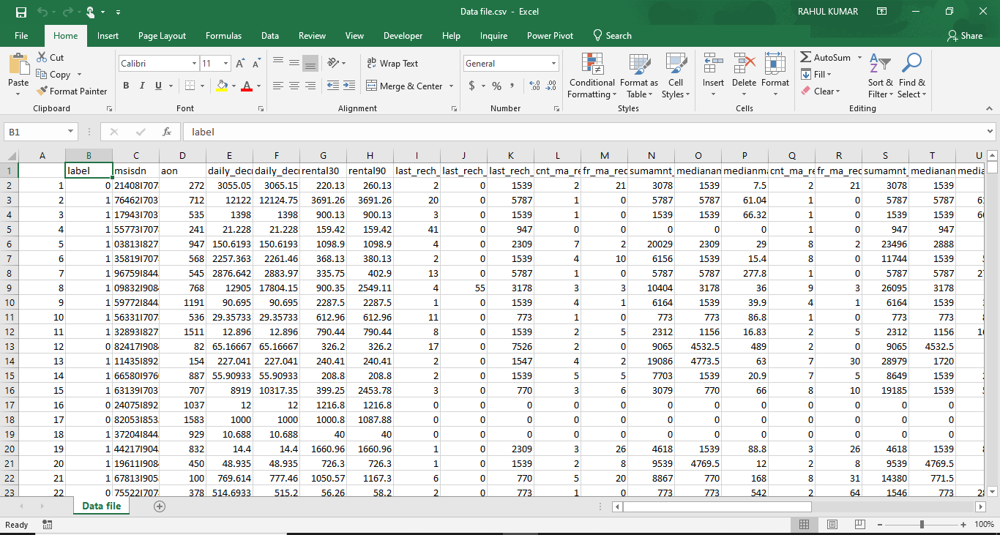 Data file.csv - Excel
RAHUL KUMAR
File Home Insert Page Layout Formulas Data Review View Developer Help Inquire Power Pivot Search Share
Paste
Cut
Copy
Format Painter
Clipboard
Calibri 11
B I U A
Font
Wrap Text
Merge & Center
Alignment
General
$ % ,
Number
Conditional Formatting
Format as Table
Cell Styles
Styles
Insert Delete Format
Cells
AutoSum
Fill
Clear
Sort & Filter
Find & Select
Editing
B1 fx label
A B C D E F G H I J K L M N O P Q R S T U
1 label msisdn aon daily_decr daily_decr rental30 rental90 last_rech_ last_rech_ last_rech_ cnt_ma_re fr_ma_rec sumamnt_ medianam medianma cnt_ma_re fr_ma_rec sumamnt_ medianam media
2 1 0 21408I707 272 3055.05 3065.15 220.13 260.13 2 0 1539 2 21 3078 1539 7.5 2 21 3078 1539
3 2 1 76462I703 712 12122 12124.75 3691.26 3691.26 20 0 5787 1 0 5787 5787 61.04 1 0 5787 5787
4 3 1 17943I703 535 1398 1398 900.13 900.13 3 0 1539 1 0 1539 1539 66.32 1 0 1539 1539
5 4 1 55773I707 241 21.228 21.228 159.42 159.42 41 0 947 0 0 0 0 0 1 0 947 947
6 5 1 03813I827 947 150.6193 150.6193 1098.9 1098.9 4 0 2309 7 2 20029 2309 29 8 2 23496 2888
7 6 1 35819I707 568 2257.363 2261.46 368.13 380.13 2 0 1539 4 10 6156 1539 15.4 8 0 11744 1539
8 7 1 96759I844 545 2876.642 2883.97 335.75 402.9 13 0 5787 1 0 5787 5787 277.8 1 0 5787 5787
9 8 1 09832I908 768 12905 17804.15 900.35 2549.11 4 55 3178 3 3 10404 3178 36 9 3 26095 3178
10 9 1 59772I844 1191 90.695 90.695 2287.5 2287.5 1 0 1539 4 1 6164 1539 39.9 4 1 6164 1539
11 10 1 56331I707 536 29.35733 29.35733 612.96 612.96 11 0 773 1 0 773 773 86.8 1 0 773 773
12 11 1 32893I827 1511 12.896 12.896 790.44 790.44 8 0 1539 2 5 2312 1156 16.83 2 5 2312 1156
13 12 0 82417I908 82 65.16667 65.16667 326.2 326.2 17 0 7526 2 0 9065 4532.5 489 2 0 9065 4532.5
14 13 1 11435I892 154 227.041 227.041 240.41 240.41 2 0 1547 4 2 19086 4773.5 63 7 30 28979 1720
15 14 1 66580I976 887 55.90933 55.90933 208.8 208.8 2 0 1539 5 5 7703 1539 20.9 7 5 8649 1539
16 15 1 63139I703 707 8919 10317.35 399.25 2453.78 3 0 770 3 6 3079 770 66 8 10 19185 1539
17 16 0 24075I892 1037 12 12 1216.8 1216.8 0 0 0 0 0 0 0 0 0 0 0 0
18 17 0 82053I853 1583 1000 1000 1000.8 1087.88 0 0 0 0 0 0 0 0 0 0 0 0
19 18 1 37204I844 929 10.688 10.688 40 40 0 0 0 0 0 0 0 0 0 0 0 0
20 19 1 44217I904 832 14.4 14.4 1660.96 1660.96 1 0 2309 3 26 4618 1539 88.8 3 26 4618 1539
21 20 1 19611I908 450 48.935 48.935 726.3 726.3 1 0 1539 2 8 9539 4769.5 12 2 8 9539 4769.5
22 21 1 67813I905 100 769.614 777.46 1050.57 1167.3 6 0 770 5 20 8867 770 168 8 31 14380 771.5
23 22 0 75522I707 378 514.6933 515.2 56.26 58.2 2 0 773 1 0 773 773 542 2 64 1546 773
Data file
Ready
100%